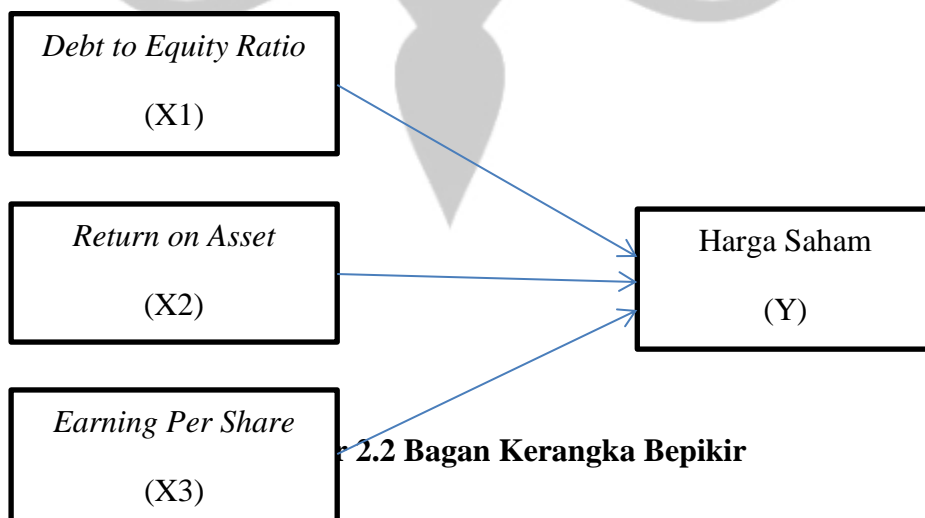 Debt to Equity Ratio
(X1)
Return on Asset
(X2)
Harga Saham
(Y)
Earning Per Share
(X3)
r 2.2 Bagan Kerangka Bepikir